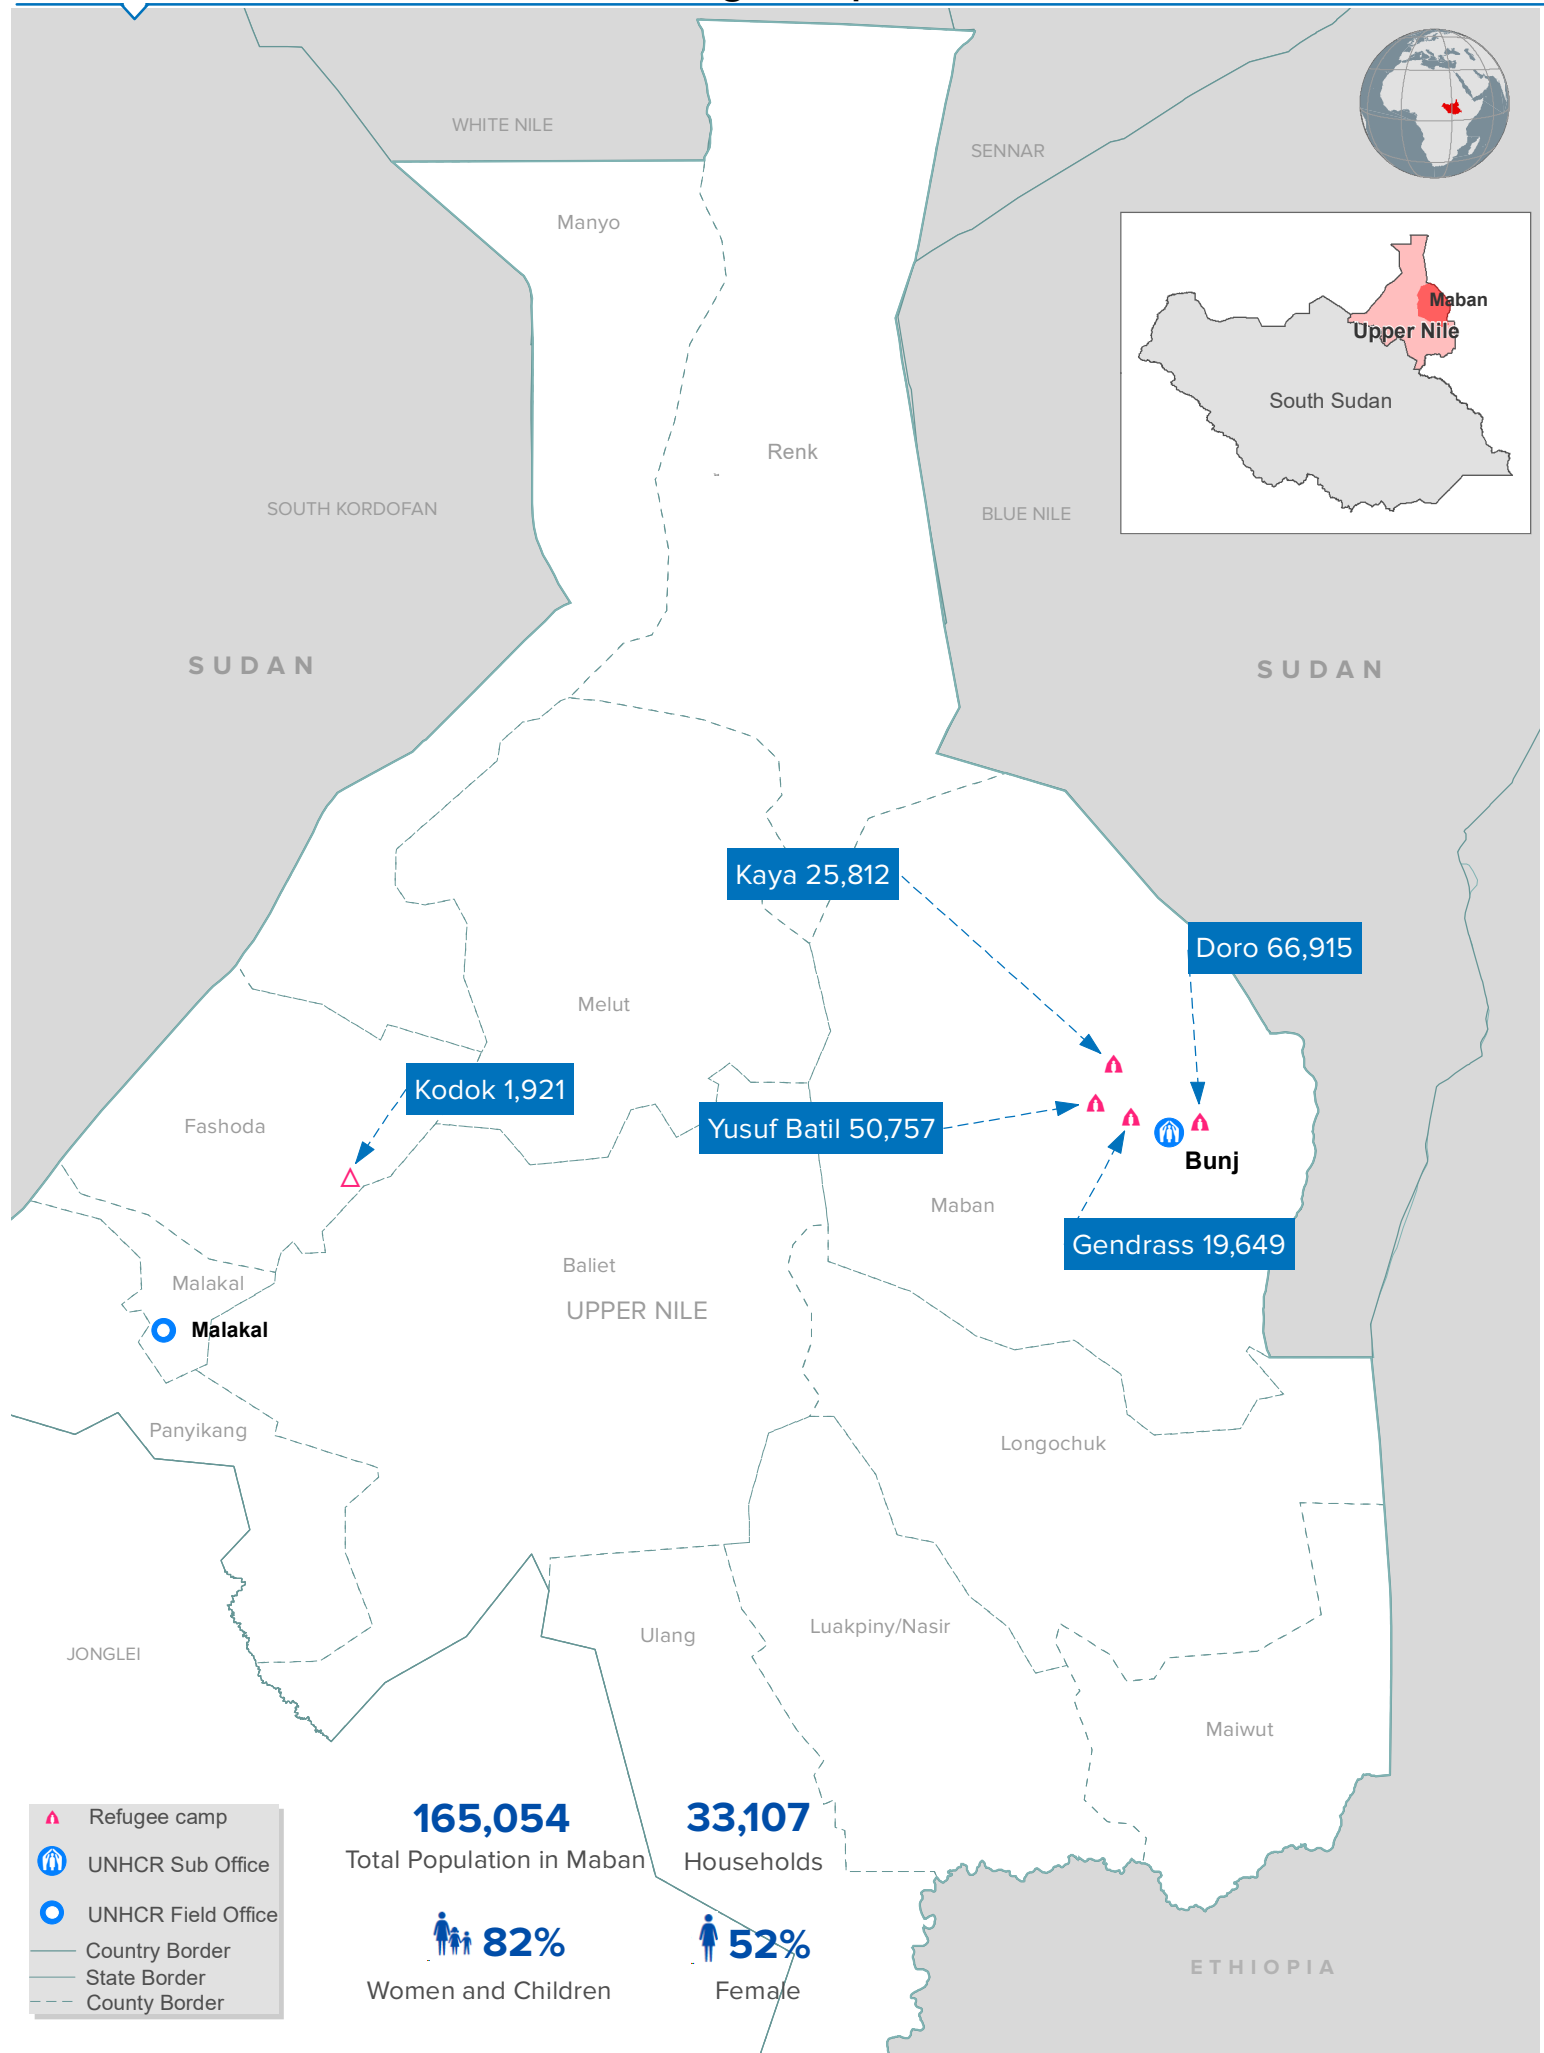 WHITE NILE
SENNAR
Manyo
Maban
Upper Nile
South Sudan
Renk
SOUTH KORDOFAN
BLUE NILE
SUDAN
SUDAN
Kaya 25,812
Doro 66,915
Melut
Kodok 1,921
Fashoda
Yusuf Batil 50,757
Bunj
Maban
Gendrass 19,649
Baliet
Malakal
UPPER NILE
Malakal
Panyikang
Longochuk
Luakpiny/Nasir
Ulang
JONGLEI
Maiwut
Refugee camp
UNHCR Sub Office
UNHCR Field Office
Country Border
State Border
County Border
165,054
Total Population in Maban
33,107
Households
82%
Women and Children
52%
Female
ETHIOPIA